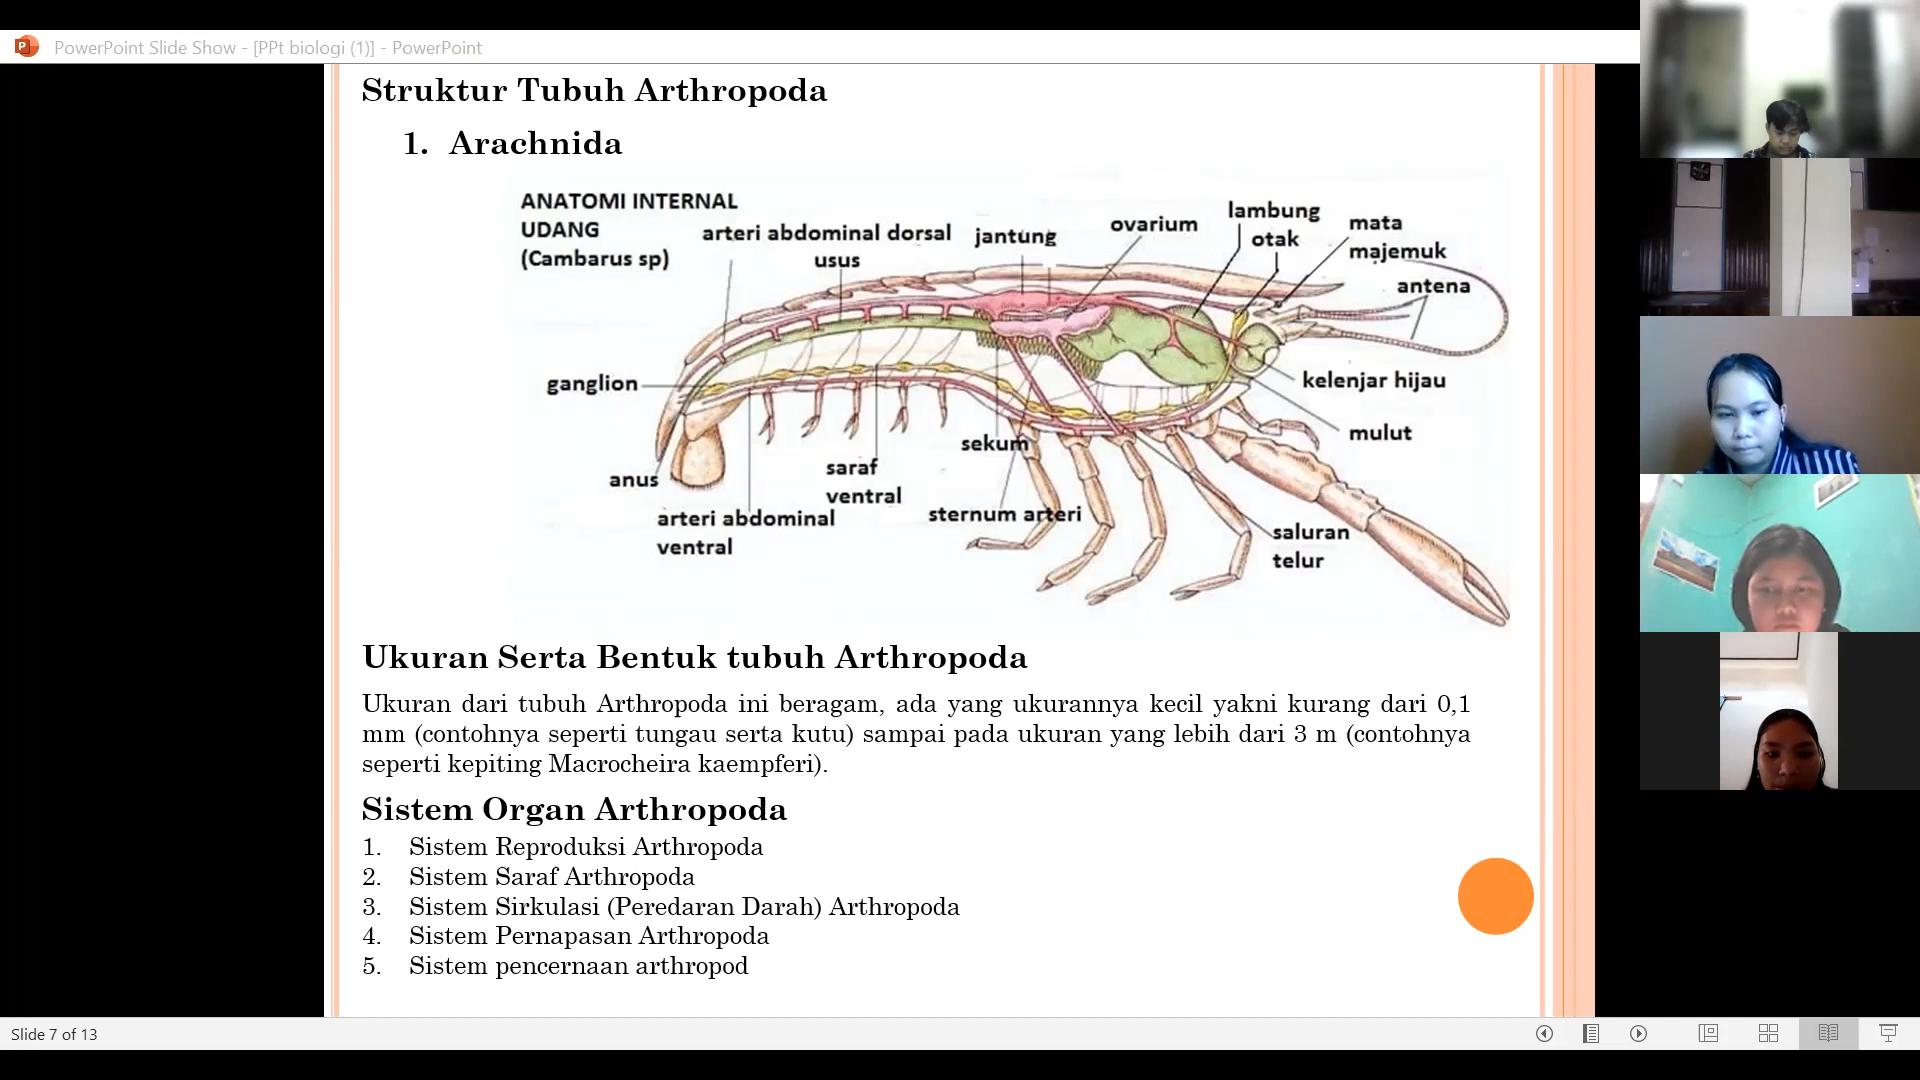 PowerPoint Slide Show - [PPt biologi (1)] - PowerPoint
Struktur Tubuh Arthropoda
1. Arachnida
ANATOMI INTERNAL
UDANG
(Cambarus sp)
arteri abdominal dorsal
usus
jantung
ovarium
lambung
otak
mata
majemuk
antena
ganglion
kelenjar hijau
mulut
sekum
anus
saraf
ventral
arteri abdominal
ventral
sternum arteri
saluran
telur
Ukuran Serta Bentuk tubuh Arthropoda
Ukuran dari tubuh Arthropoda ini beragam, ada yang ukurannya kecil yakni kurang dari 0,1
mm (contohnya seperti tungau serta kutu) sampai pada ukuran yang lebih dari 3 m (contohnya
seperti kepiting Macrocheira kaempferi).
Sistem Organ Arthropoda
1. Sistem Reproduksi Arthropoda
2. Sistem Saraf Arthropoda
3. Sistem Sirkulasi (Peredaran Darah) Arthropoda
4. Sistem Pernapasan Arthropoda
5. Sistem pencernaan arthropod
Slide 7 of 13